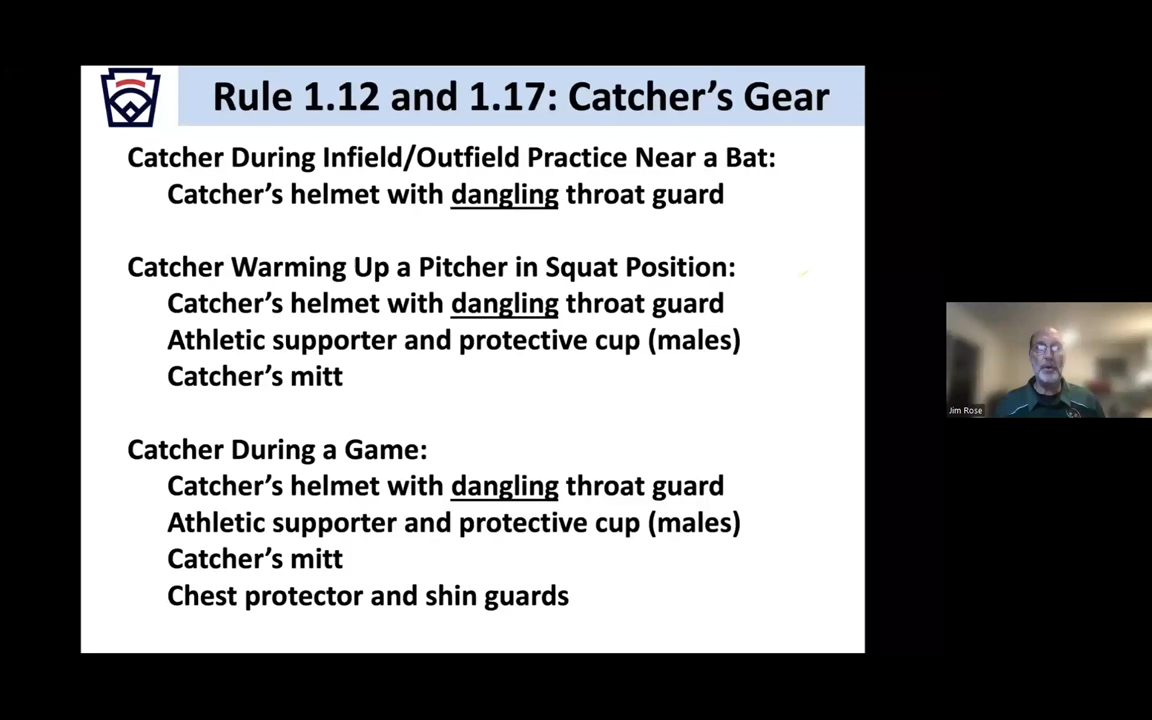 Rule 1.12 and 1.17: Catcher’s Gear
Catcher During Infield/Outfield Practice Near a Bat:
Catcher’s helmet with dangling throat guard
Catcher Warming Up a Pitcher in Squat Position:
Catcher’s helmet with dangling throat guard
Athletic supporter and protective cup (males)
Catcher’s mitt
Catcher During a Game:
Catcher’s helmet with dangling throat guard
Athletic supporter and protective cup (males)
Catcher’s mitt
Chest protector and shin guards
Jim Rose